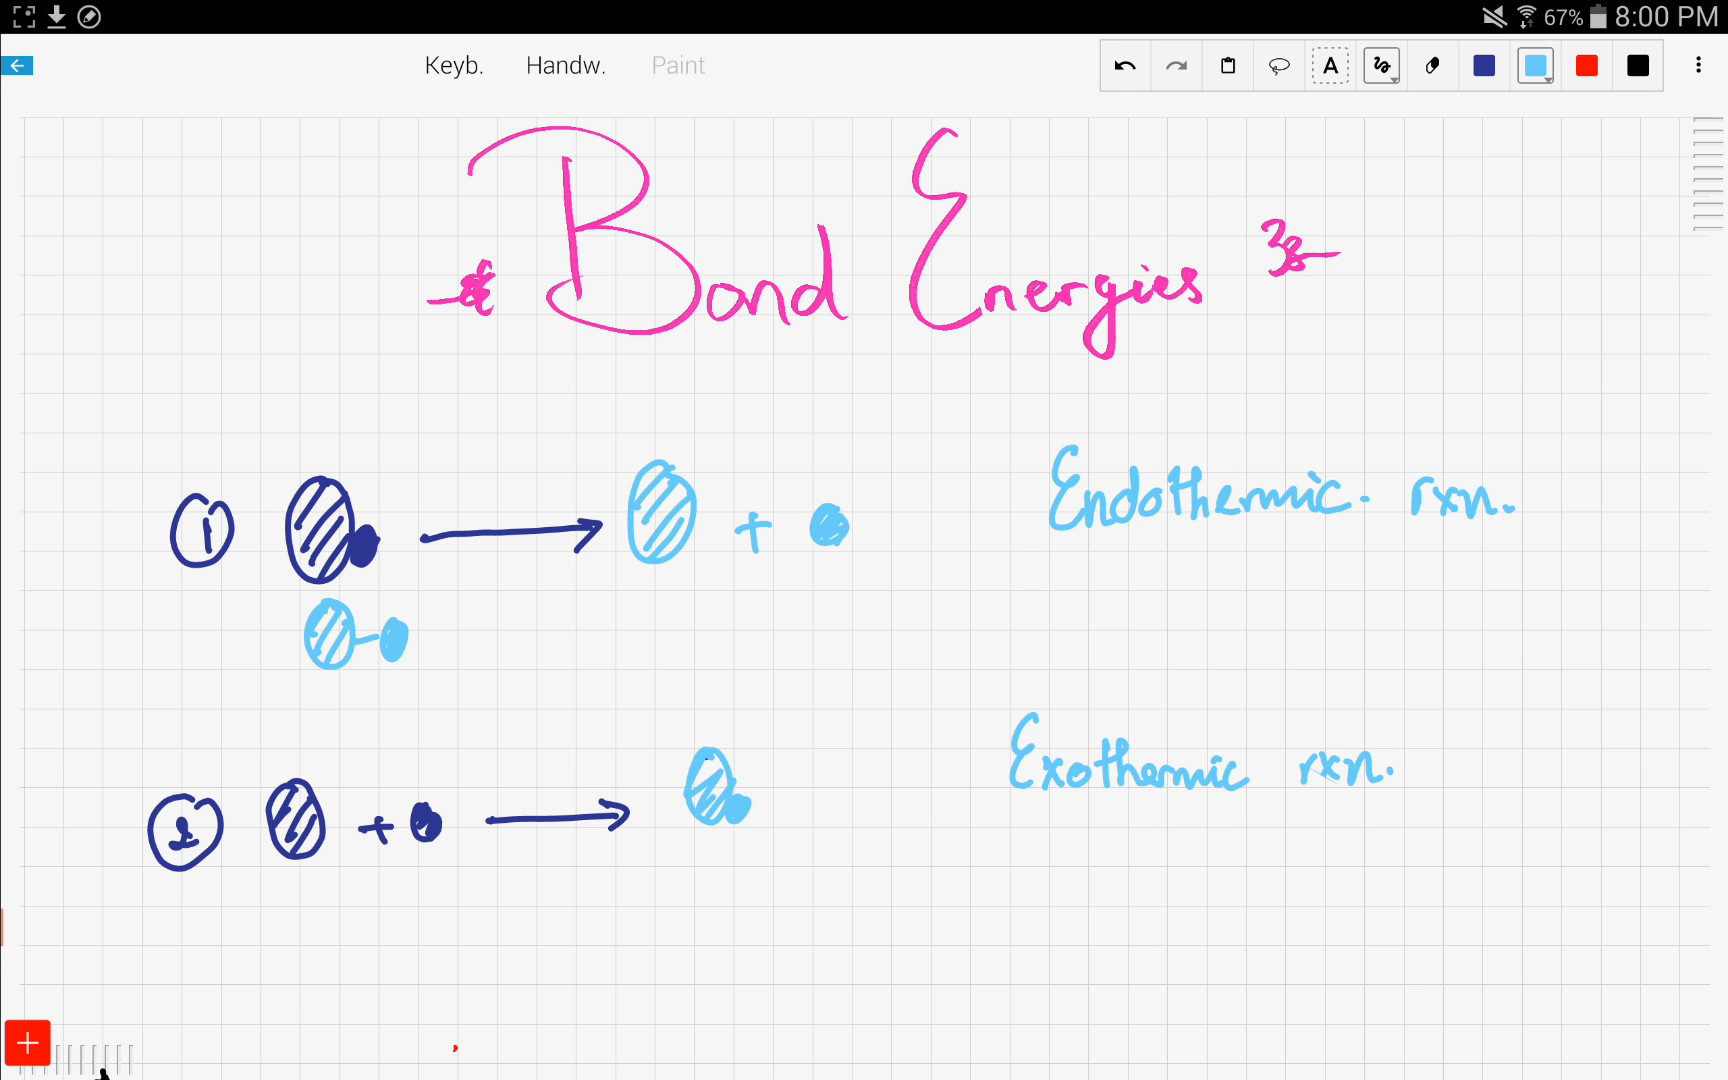 67% 8:00 PM
Keyb. Handw. Paint
A
Bond Energies
1 + Endothermic. rxn.
2 + Exothermic rxn.
+